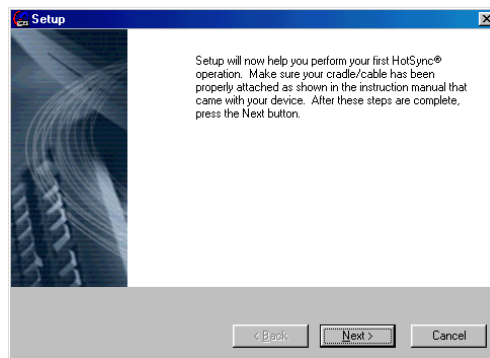 Setup
Setup will now help you perform your first HotSync®
operation. Make sure your cradle/cable has been
properly attached as shown in the instruction manual that
came with your device. After these steps are complete,
press the Next button.
< Back
Next >
Cancel